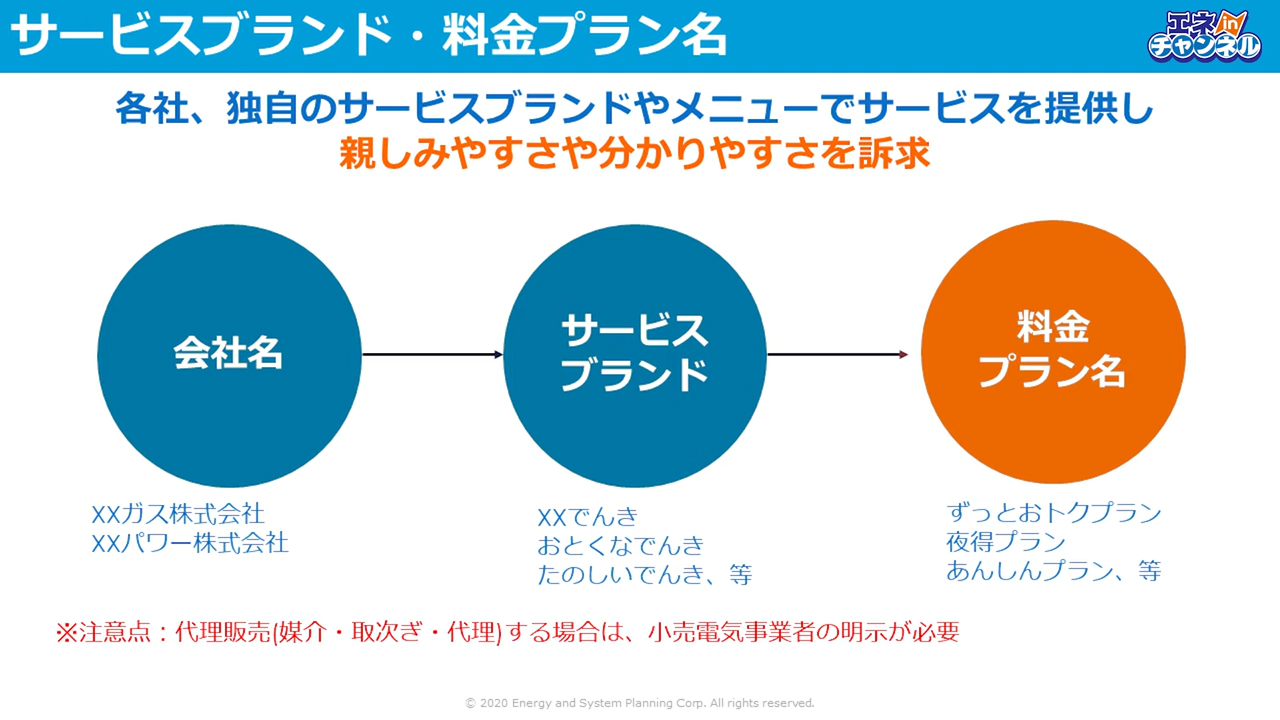 サービスブランド・料金プラン名
エネin
チャンネル
各社、独自のサービスブランドやメニューでサービスを提供し
親しみやすさや分かりやすさを訴求
会社名
サービス
ブランド
料金
プラン名
XXガス株式会社
XXパワー株式会社
XXでんき
おとくなでんき
たのしいでんき、等
ずっとおトクプラン
夜得プラン
あんしんプラン、等
※注意点：代理販売(媒介・取次ぎ・代理)する場合は、小売電気事業者の明示が必要
© 2020 Energy and System Planning Corp. All rights reserved.